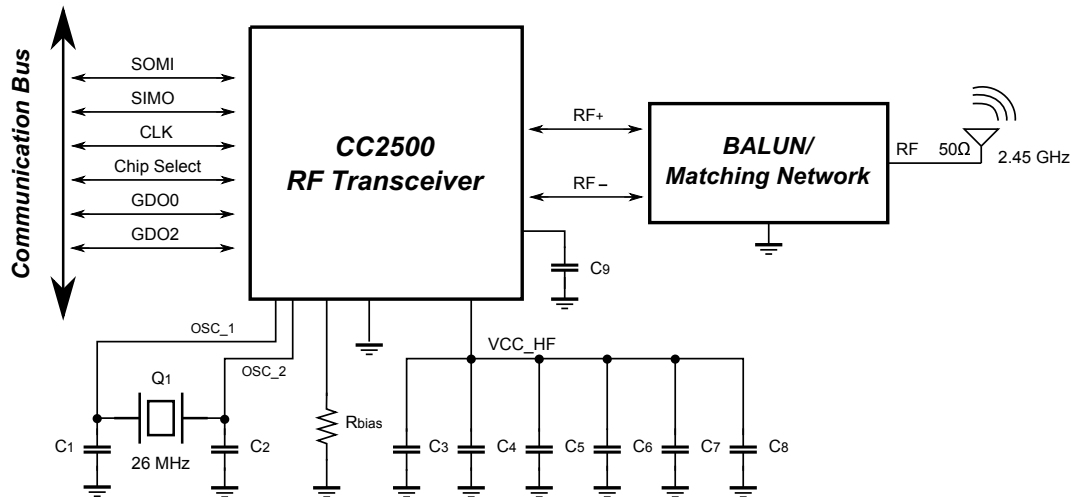 Communication Bus
SOMI
SIMO
CLK
Chip Select
GDO0
GDO2
CC2500
RF Transceiver
RF+
RF−
BALUN/
Matching Network
RF
50Ω
2.45 GHz
C9
OSC_1
OSC_2
VCC_HF
Q1
26 MHz
C1
C2
Rbias
C3
C4
C5
C6
C7
C8